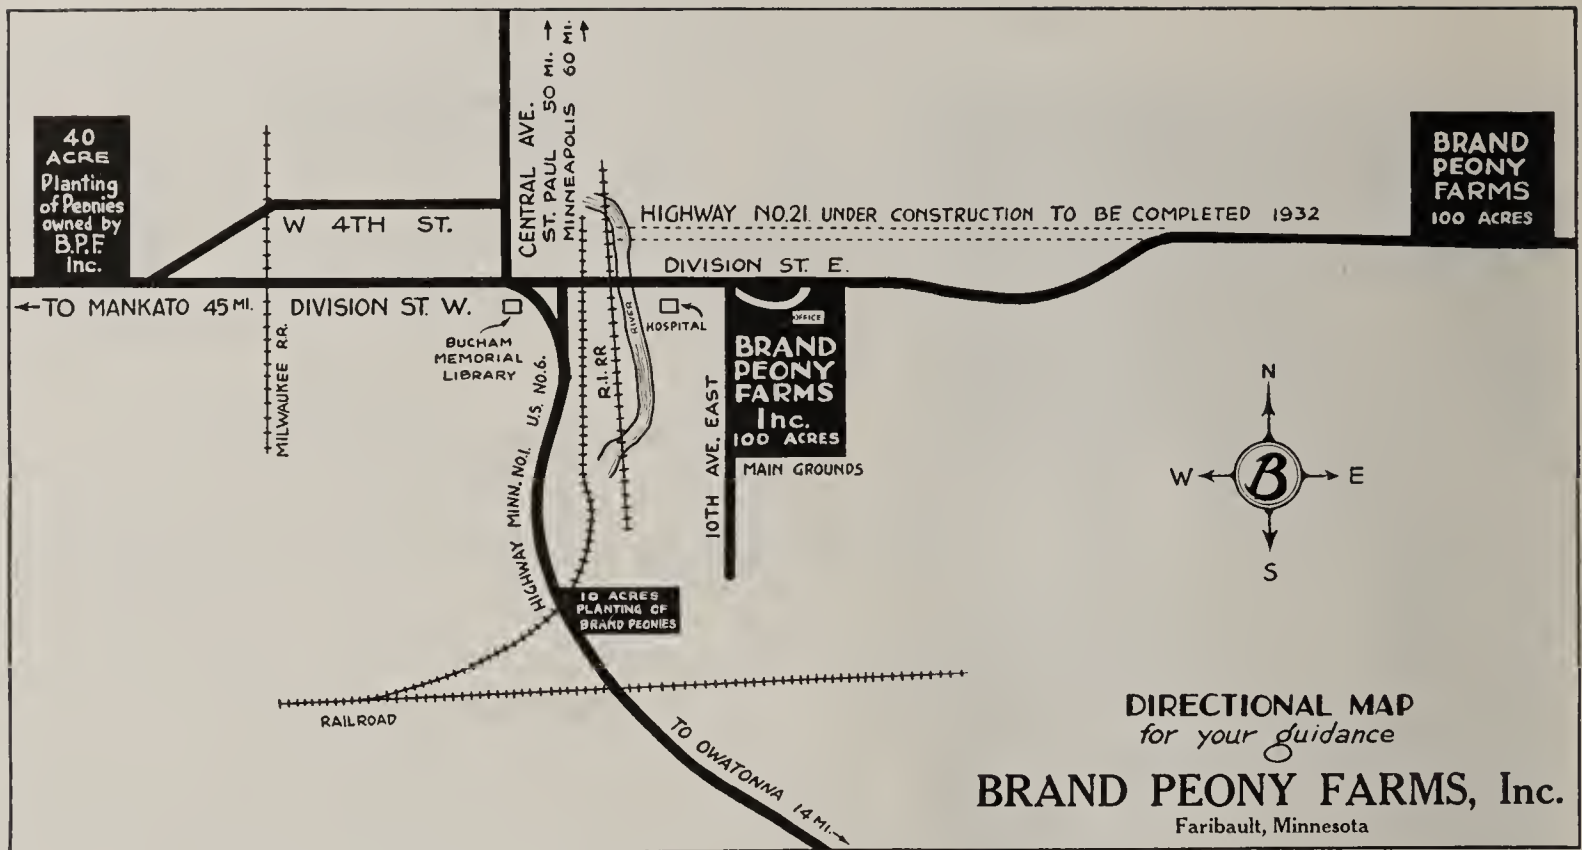 40
ACRE
Planting
of Peonies
owned by
B.P.F.
Inc.
W 4TH ST.
CENTRAL AVE.
ST. PAUL 50 MI. →
MINNEAPOLIS 60 MI. →
HIGHWAY NO.21. UNDER CONSTRUCTION TO BE COMPLETED 1932
BRAND
PEONY
FARMS
100 ACRES
DIVISION ST. E.
← TO MANKATO 45 MI.
DIVISION ST. W.
BUCHAM
MEMORIAL
LIBRARY
MILWAUKEE R.R.
HIGHWAY MINN. NO.1. U.S. NO.6.
R.I. RR
RIVER
HOSPITAL
OFFICE
BRAND
PEONY
FARMS
Inc.
100 ACRES
MAIN GROUNDS
10TH AVE. EAST
N
W B E
S
10 ACRES
PLANTING OF
BRAND PEONIES
RAILROAD
TO OWATONNA 14 MI. →
DIRECTIONAL MAP
for your guidance
BRAND PEONY FARMS, Inc.
Faribault, Minnesota